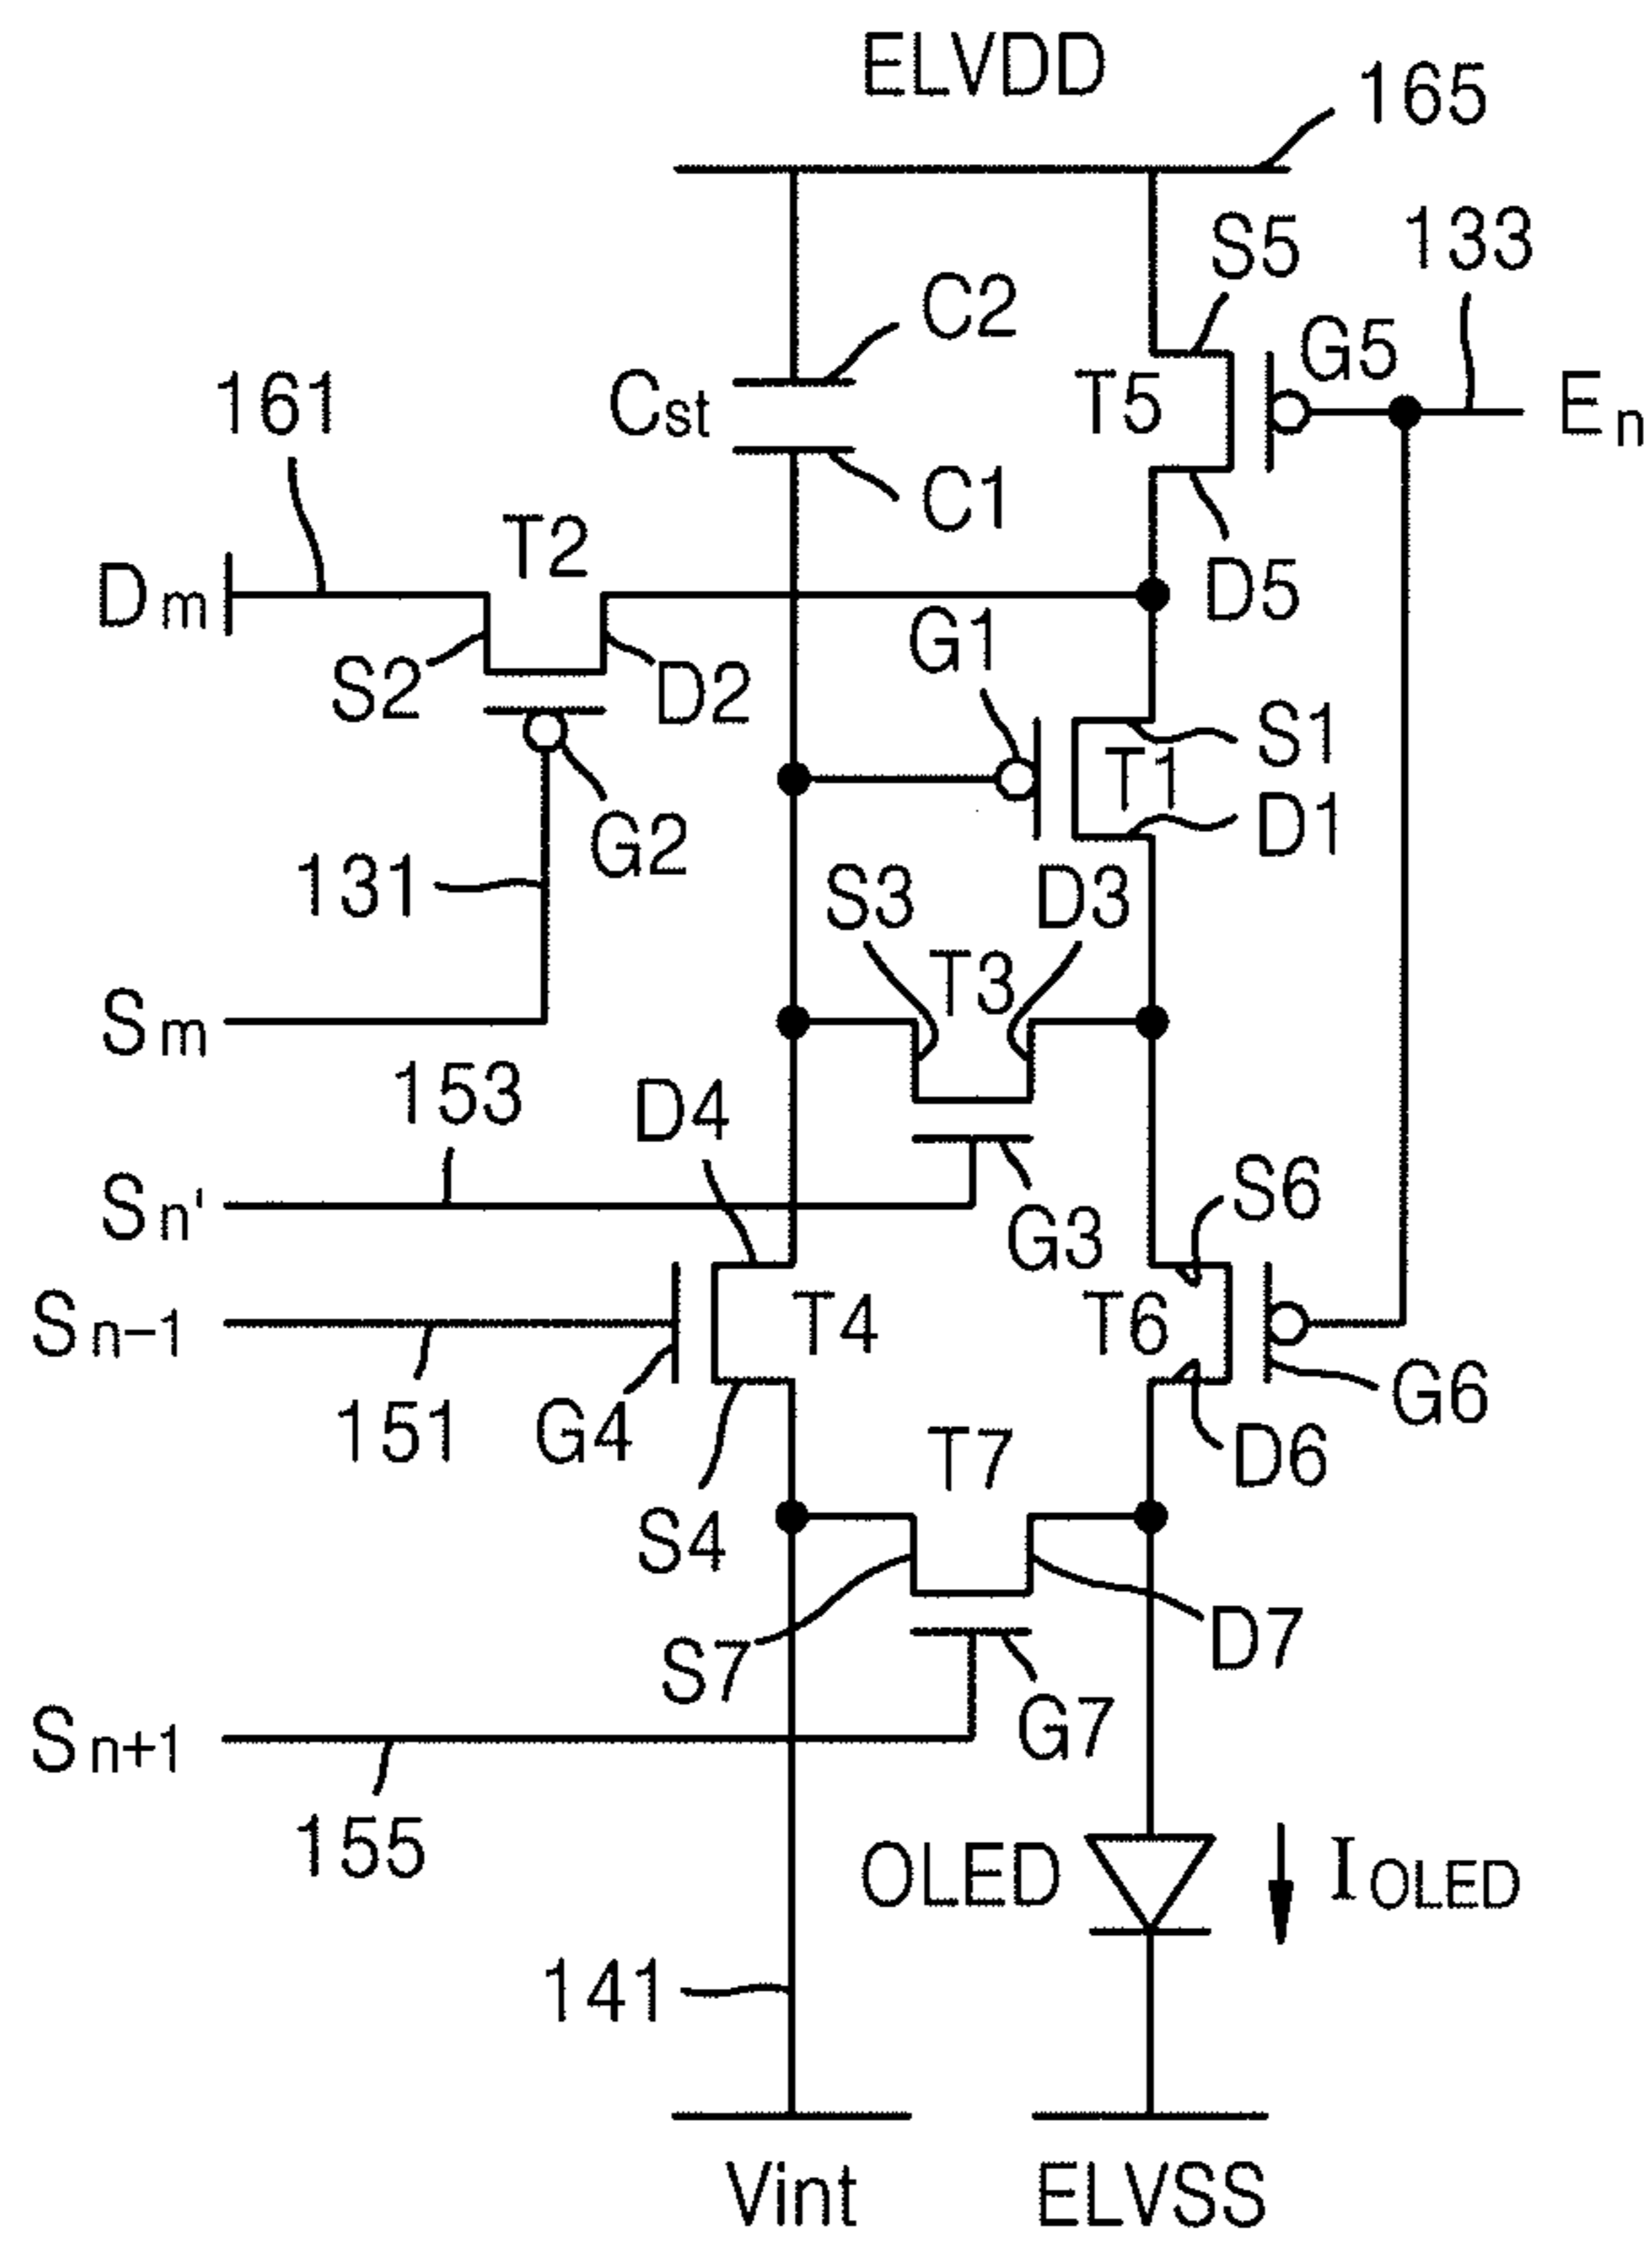 ELVDD
165
S5
133
C2
G5
161
Cst
T5
En
C1
T2
Dm
D5
G1
S2
D2
S1
T1
G2
D1
131
S3
D3
T3
Sm
153
D4
Sn'
S6
G3
Sn-1
T4
T6
151
G4
G6
T7
D6
S4
D7
S7
G7
Sn+1
155
OLED
IOLED
141
Vint
ELVSS